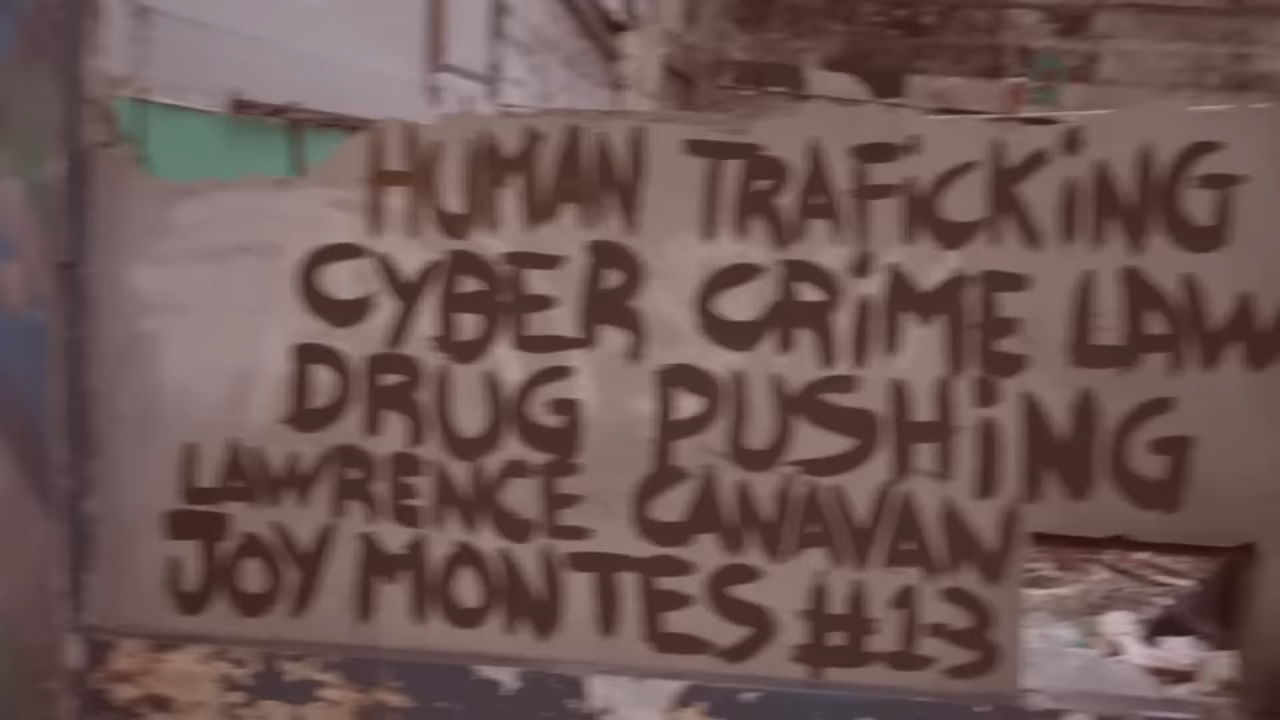 HUMAN TRAFiCKiNG
CYBER CRiME LAW
DRUG PUSHiNG
LAWRENCE CANAVAN
JOY MONTES #13